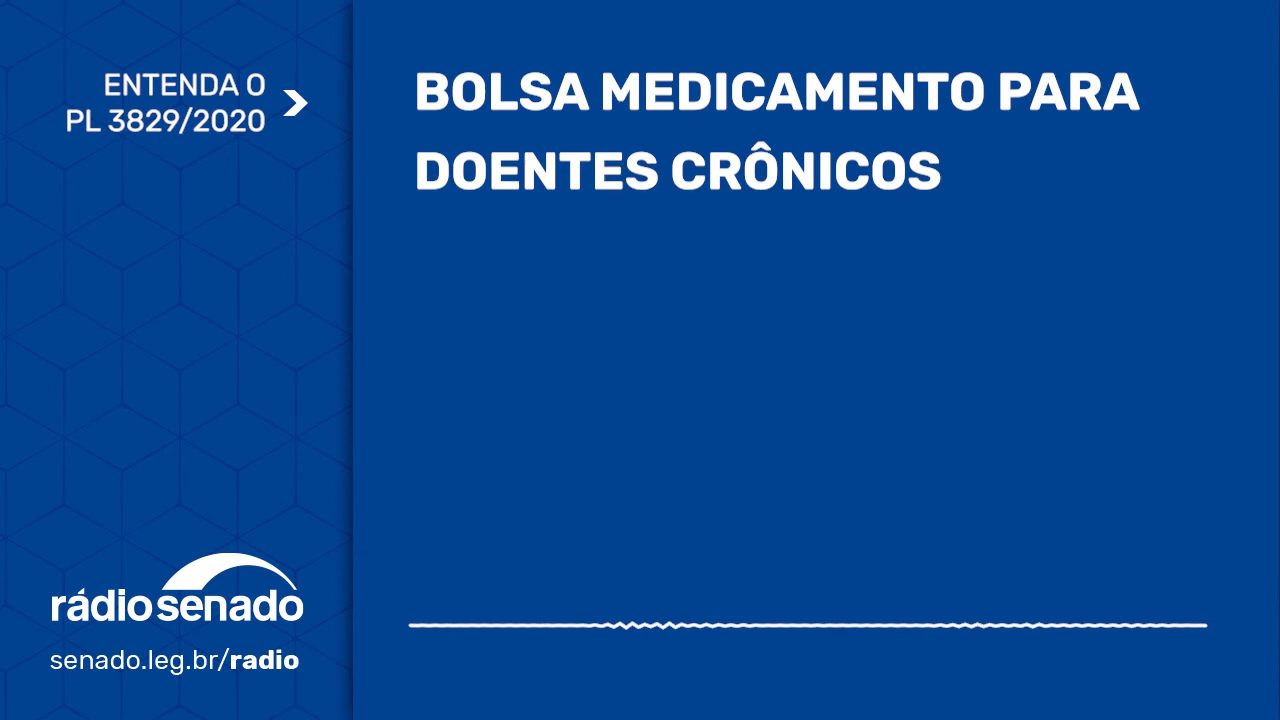 ENTENDA O
PL 3829/2020
BOLSA MEDICAMENTO PARA
DOENTES CRÔNICOS
rádio senado
senado.leg.br/radio